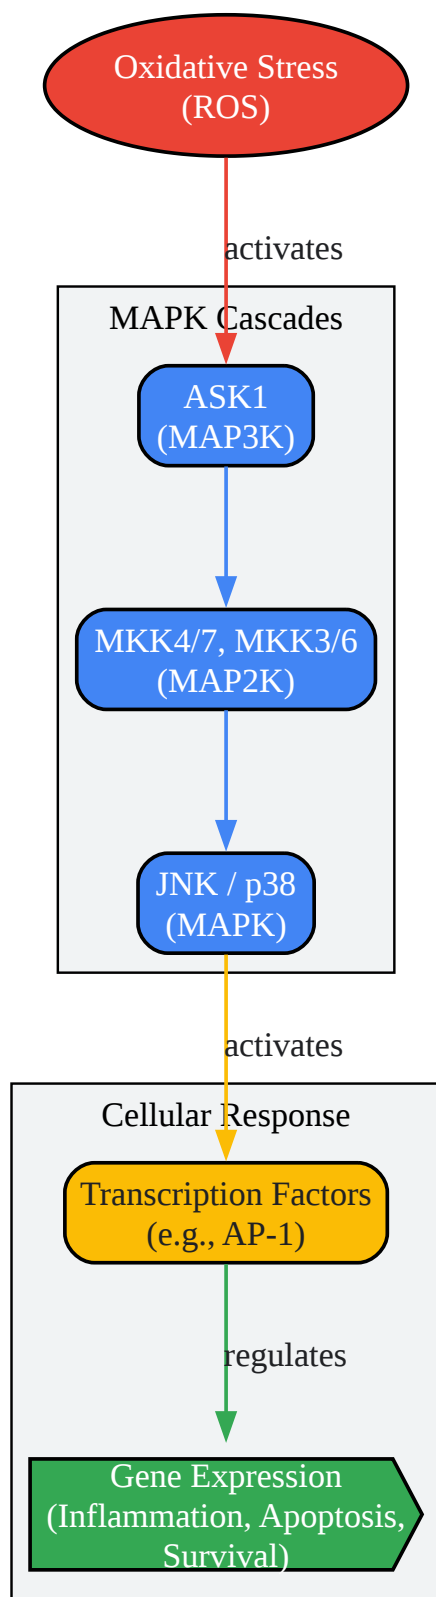 Oxidative Stress
(ROS)
activates
MAPK Cascades
ASK1
(MAP3K)
MKK4/7, MKK3/6
(MAP2K)
JNK / p38
(MAPK)
activates
Cellular Response
Transcription Factors
(e.g., AP-1)
regulates
Gene Expression
(Inflammation, Apoptosis,
Survival)